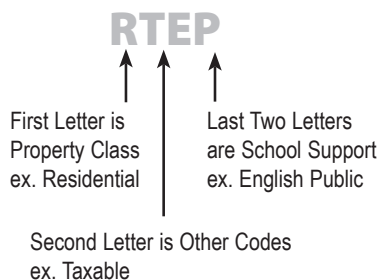 RTEP
First Letter is
Property Class
ex. Residential
Last Two Letters
are School Support
ex. English Public
Second Letter is Other Codes
ex. Taxable